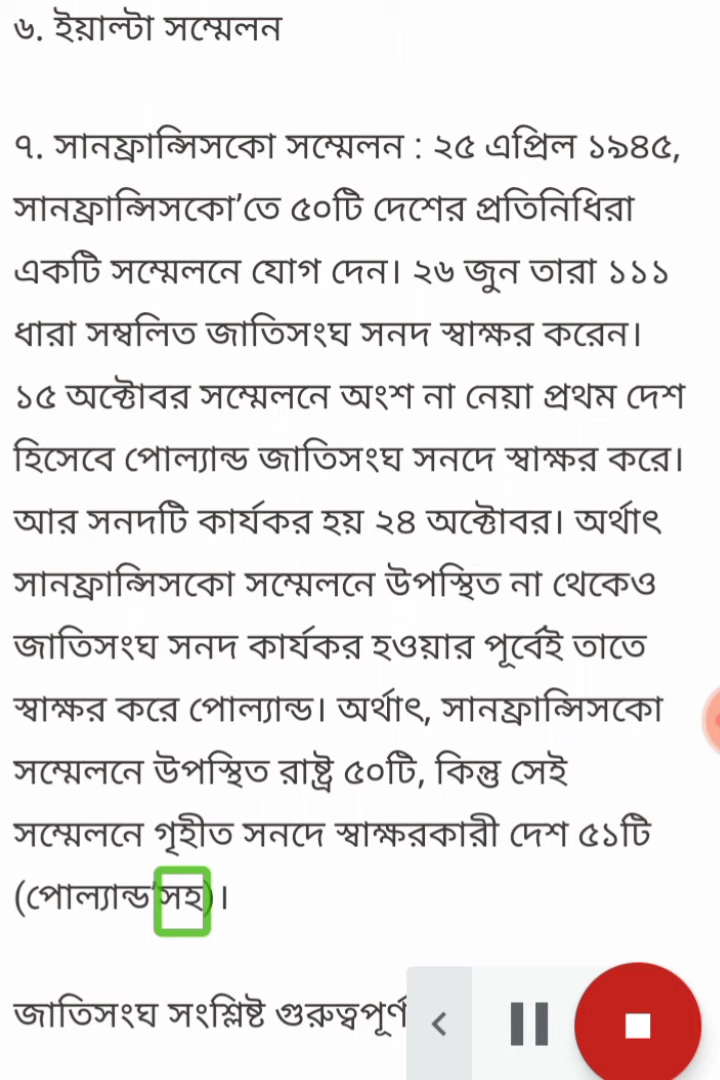 ৬. ইয়াল্টা সম্মেলন
৭. সানফ্রান্সিসকো সম্মেলন : ২৫ এপ্রিল ১৯৪৫,
সানফ্রান্সিসকো’তে ৫০টি দেশের প্রতিনিধিরা
একটি সম্মেলনে যোগ দেন। ২৬ জুন তারা ১১১
ধারা সম্বলিত জাতিসংঘ সনদ স্বাক্ষর করেন।
১৫ অক্টোবর সম্মেলনে অংশ না নেয়া প্রথম দেশ
হিসেবে পোল্যান্ড জাতিসংঘ সনদে স্বাক্ষর করে।
আর সনদটি কার্যকর হয় ২৪ অক্টোবর। অর্থাৎ
সানফ্রান্সিসকো সম্মেলনে উপস্থিত না থেকেও
জাতিসংঘ সনদ কার্যকর হওয়ার পূর্বেই তাতে
স্বাক্ষর করে পোল্যান্ড। অর্থাৎ, সানফ্রান্সিসকো
সম্মেলনে উপস্থিত রাষ্ট্র ৫০টি, কিন্তু সেই
সম্মেলনে গৃহীত সনদে স্বাক্ষরকারী দেশ ৫১টি
(পোল্যান্ড’সহ)।
জাতিসংঘ সংশ্লিষ্ট গুরুত্বপূর্ণ